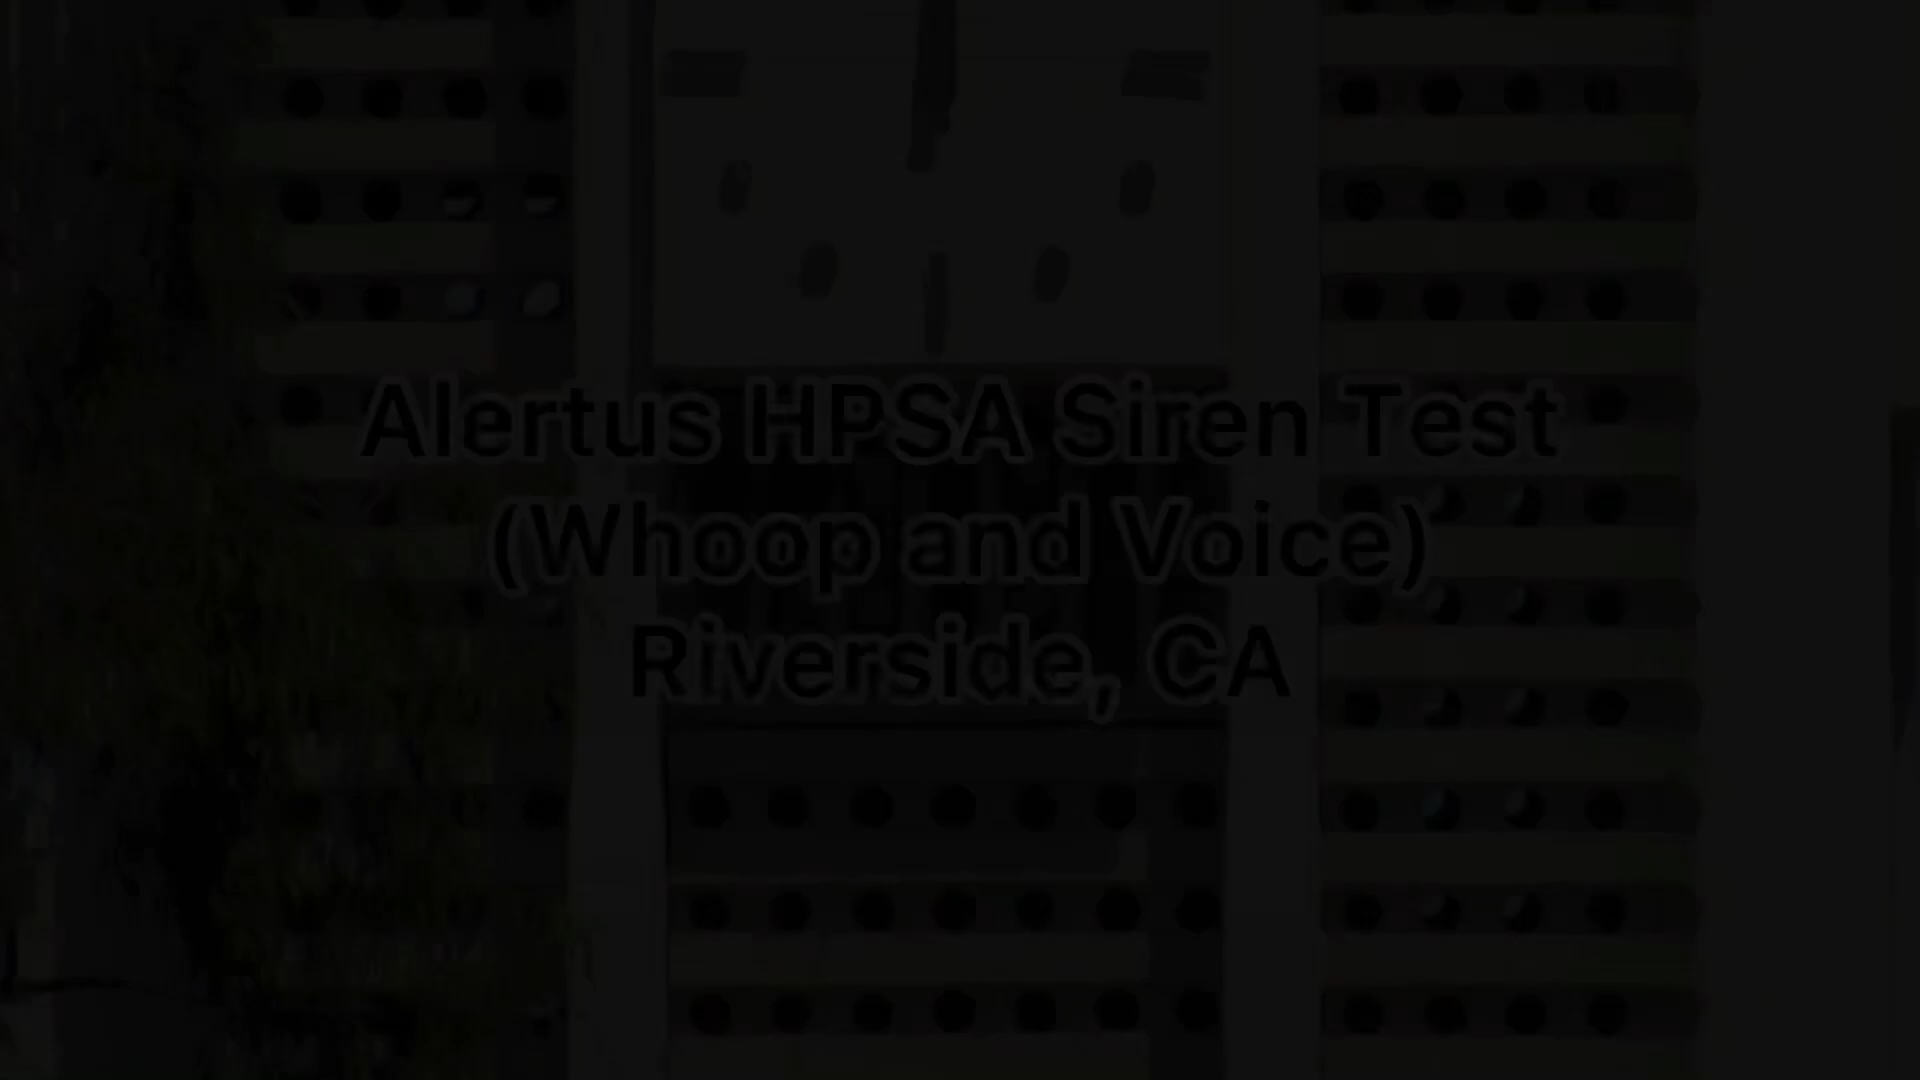 Alertus HPSA Siren Test
(Whoop and Voice)
Riverside, CA